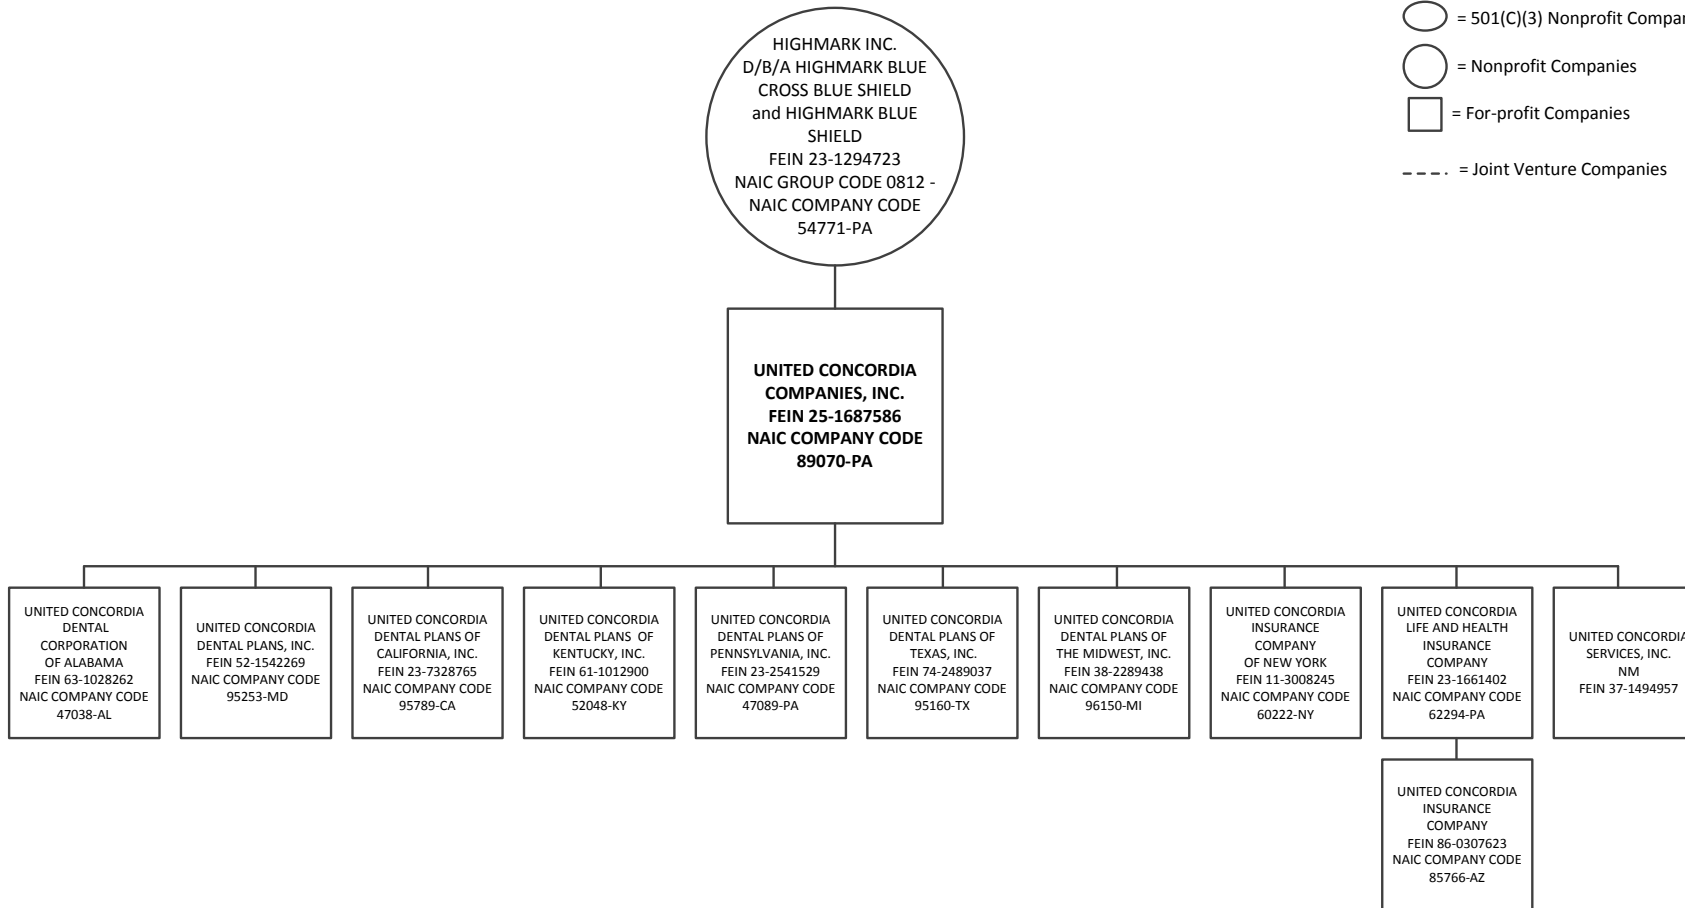 HIGHMARK INC.
D/B/A HIGHMARK BLUE
CROSS BLUE SHIELD
and HIGHMARK BLUE
SHIELD
FEIN 23-1294723
NAIC GROUP CODE 0812 -
NAIC COMPANY CODE
54771-PA
= 501(C)(3) Nonprofit
= Nonprofit Companies
= For-profit Companies
= Joint Venture Companies
UNITED CONCORDIA
COMPANIES, INC.
FEIN 25-1687586
NAIC COMPANY CODE
89070-PA
UNITED CONCORDIA
DENTAL
CORPORATION
OF ALABAMA
FEIN 63-1028262
NAIC COMPANY CODE
47038-AL
UNITED CONCORDIA
DENTAL PLANS, INC.
FEIN 52-1542269
NAIC COMPANY CODE
95253-MD
UNITED CONCORDIA
DENTAL PLANS OF
CALIFORNIA, INC.
FEIN 23-7328765
NAIC COMPANY CODE
95789-CA
UNITED CONCORDIA
DENTAL PLANS OF
KENTUCKY, INC.
FEIN 61-1012900
NAIC COMPANY CODE
52048-KY
UNITED CONCORDIA
DENTAL PLANS OF
PENNSYLVANIA, INC.
FEIN 23-2541529
NAIC COMPANY CODE
47089-PA
UNITED CONCORDIA
DENTAL PLANS OF
TEXAS, INC.
FEIN 74-2489037
NAIC COMPANY CODE
95160-TX
UNITED CONCORDIA
DENTAL PLANS OF
THE MIDWEST, INC.
FEIN 38-2289438
NAIC COMPANY CODE
96150-MI
UNITED CONCORDIA
INSURANCE
COMPANY
OF NEW YORK
FEIN 11-3008245
NAIC COMPANY CODE
60222-NY
UNITED CONCORDIA
LIFE AND HEALTH
INSURANCE
COMPANY
FEIN 23-1661402
NAIC COMPANY CODE
62294-PA
UNITED CONCORDIA
SERVICES, INC.
NM
FEIN 37-1494957
UNITED CONCORDIA
INSURANCE
COMPANY
FEIN 86-0307623
NAIC COMPANY CODE
85766-AZ